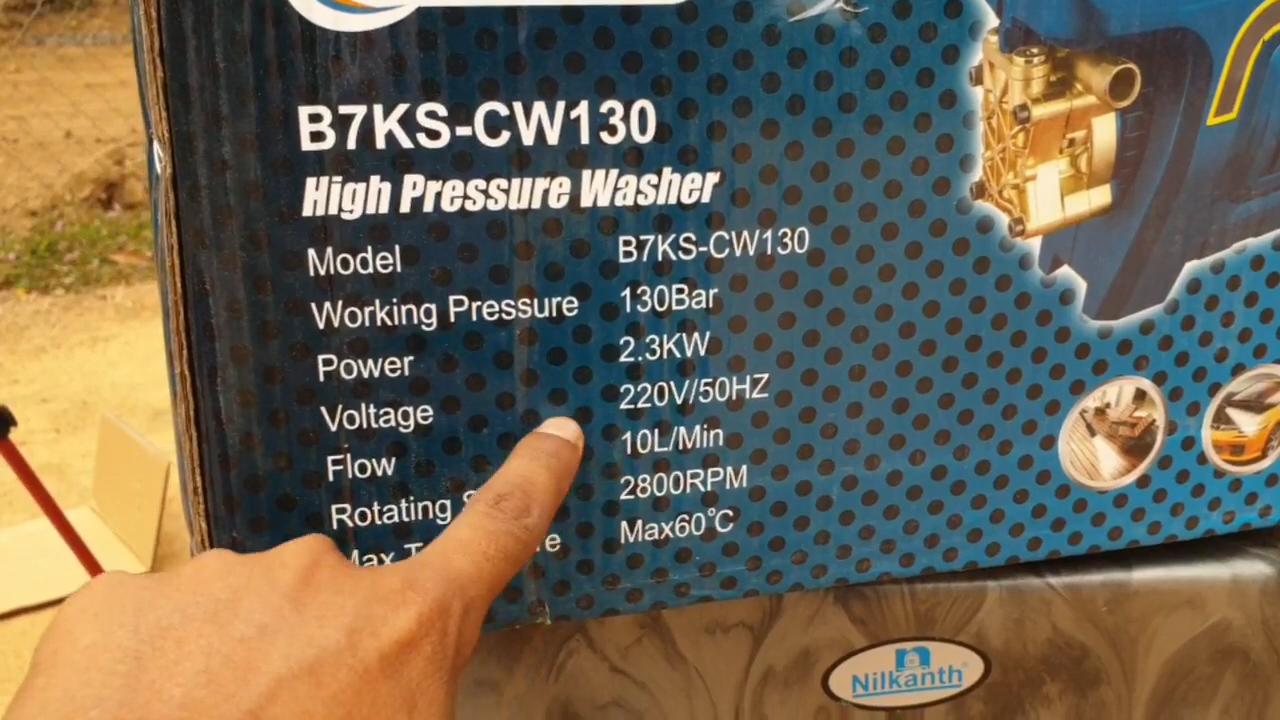 B7KS-CW130
High Pressure Washer
Model B7KS-CW130
Working Pressure 130Bar
Power 2.3KW
Voltage 220V/50HZ
Flow 10L/Min
Rotating 2800RPM
Max Max60℃
Nilkanth